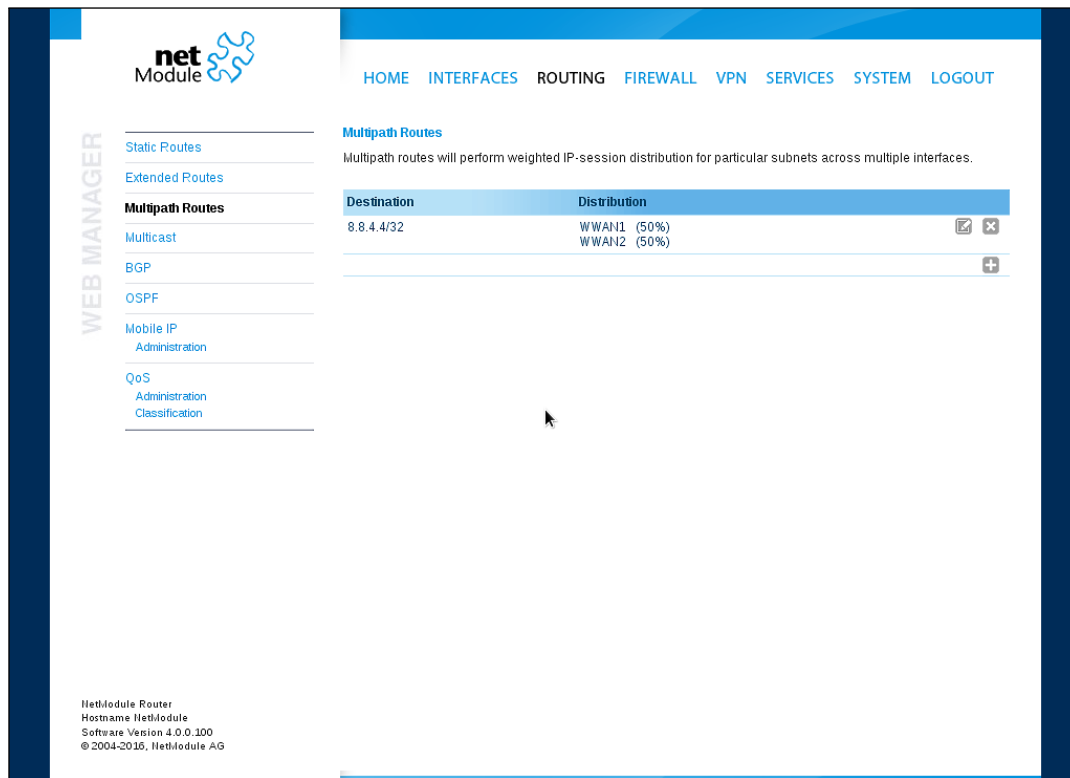 net
Module
HOME INTERFACES ROUTING FIREWALL VPN SERVICES SYSTEM LOGOUT
WEB MANAGER
Static Routes
Extended Routes
Multipath Routes
Multicast
BGP
OSPF
Mobile IP
Administration
QoS
Administration
Classification
Multipath Routes
Multipath routes will perform weighted IP-session distribution for particular subnets across multiple interfaces.
Destination Distribution
8.8.4.4/32 WWAN1 (50%)
WWAN2 (50%)
NetModule Router
Hostname NetModule
Software Version 4.0.0.100
© 2004-2016, NetModule AG